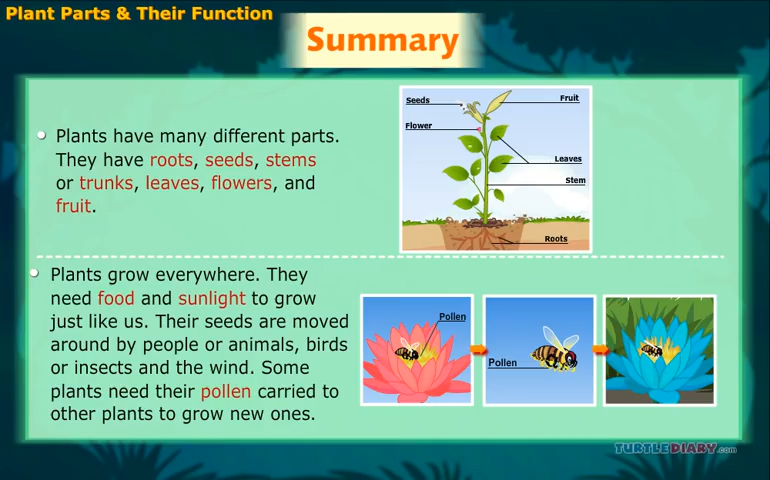 Plant Parts & Their Function
Summary
Plants have many different parts.
They have roots, seeds, stems
or trunks, leaves, flowers, and
fruit.
Seeds
Fruit
Flower
Leaves
Stem
Roots
Plants grow everywhere. They
need food and sunlight to grow
just like us. Their seeds are moved
around by people or animals, birds
or insects and the wind. Some
plants need their pollen carried to
other plants to grow new ones.
Pollen
Pollen
TURTLEDIARY.com